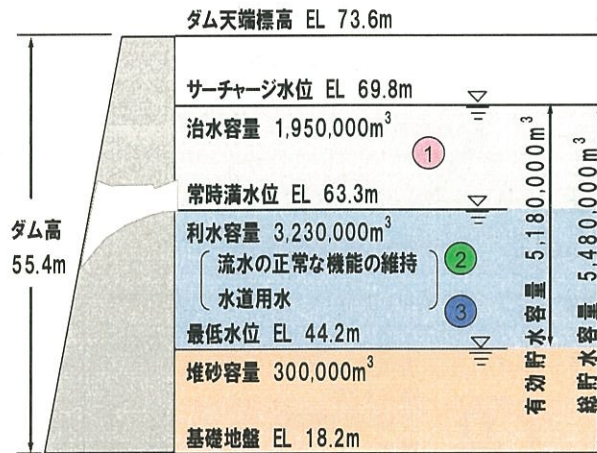 ダム天端標高 EL 73.6m
サーチャージ水位 EL 69.8m
治水容量 1,950,000m³
1
常時満水位 EL 63.3m
ダム高
55.4m
利水容量 3,230,000m³
流水の正常な機能の維持
2
水道用水
3
最低水位 EL 44.2m
堆砂容量 300,000m³
基礎地盤 EL 18.2m
有効貯水容量 5,180,000m³
総貯水容量 5,480,000m³